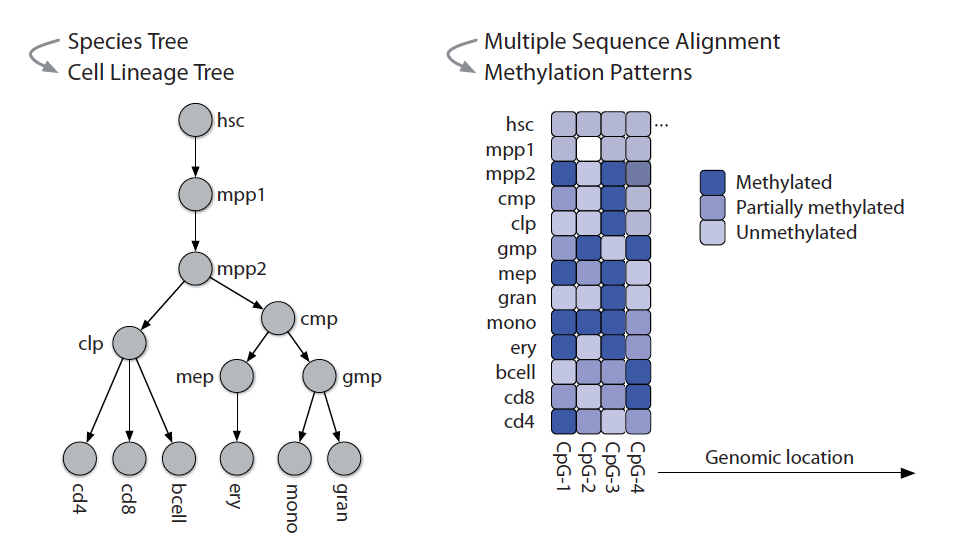 Species Tree
Cell Lineage Tree
hsc
mpp1
mpp2
clp
cmp
mep
gmp
cd4
cd8
bcell
ery
mono
gran
Multiple Sequence Alignment
Methylation Patterns
hsc
...
mpp1
mpp2
cmp
clp
gmp
mep
gran
mono
ery
bcell
cd8
cd4
CpG-1
CpG-2
CpG-3
CpG-4
Methylated
Partially methylated
Unmethylated
Genomic location